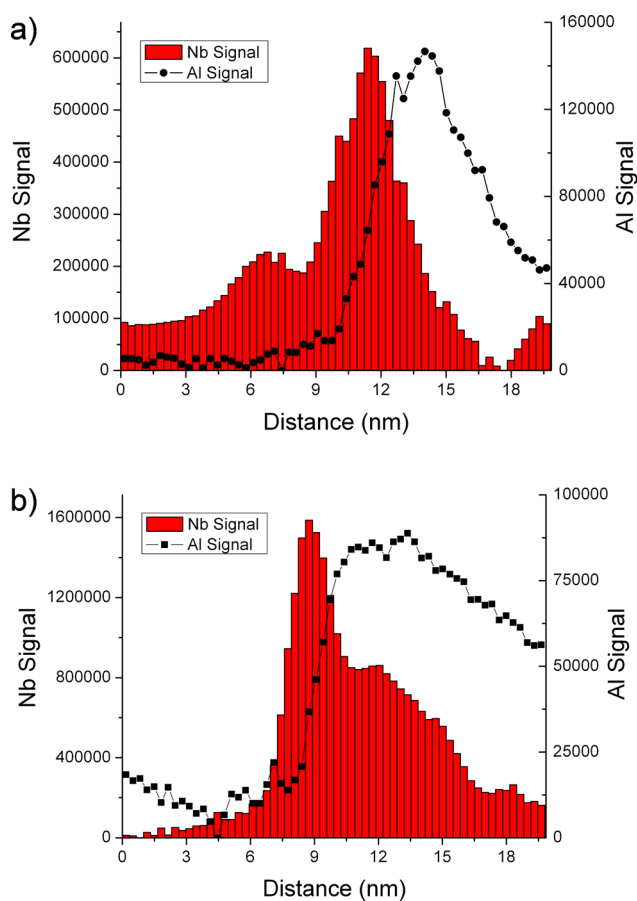 a)
Nb Signal
Al Signal
600000
500000
400000
300000
200000
100000
0
Nb Signal
160000
120000
80000
40000
0
Al Signal
0 3 6 9 12 15 18
Distance (nm)
b)
Nb Signal
Al Signal
1600000
1200000
800000
400000
0
Nb Signal
100000
75000
50000
25000
0
Al Signal
0 3 6 9 12 15 18
Distance (nm)